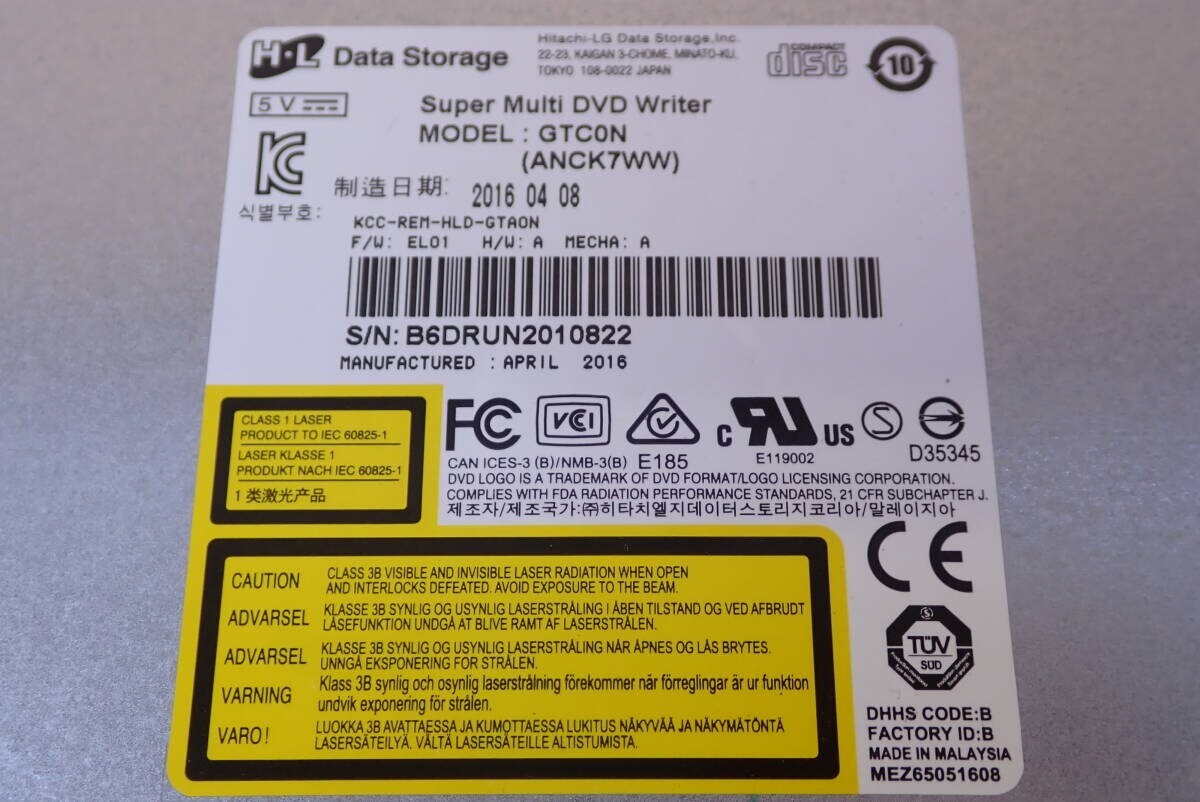 H·L Data Storage
Hitachi-LG Data Storage,Inc.
22-23, KAIGAN 3-CHOME, MINATO-KU,
TOKYO 108-0022 JAPAN
COMPACT
disc
10
5 V
Super Multi DVD Writer
MODEL : GTC0N
(ANCK7WW)
制造日期: 2016 04 08
식별부호:
KCC-REM-HLD-GTA0N
F/W: EL01 H/W: A MECHA: A
S/N: B6DRUN2010822
MANUFACTURED : APRIL 2016
CLASS 1 LASER
PRODUCT TO IEC 60825-1
LASER KLASSE 1
PRODUKT NACH IEC 60825-1
1 类激光产品
FC VCI C RU US S
E119002
D35345
CAN ICES-3 (B)/NMB-3(B) E185
DVD LOGO IS A TRADEMARK OF DVD FORMAT/LOGO LICENSING CORPORATION.
COMPLIES WITH FDA RADIATION PERFORMANCE STANDARDS, 21 CFR SUBCHAPTER J.
제조자/제조국가:㈜히타치엘지데이터스토리지코리아/말레이지아
CAUTION CLASS 3B VISIBLE AND INVISIBLE LASER RADIATION WHEN OPEN
AND INTERLOCKS DEFEATED. AVOID EXPOSURE TO THE BEAM.
ADVARSEL KLASSE 3B SYNLIG OG USYNLIG LASERSTRÅLING I ÅBEN TILSTAND OG VED AFBRUDT
LÅSEFUNKTION UNDGÅ AT BLIVE RAMT AF LASERSTRÅLEN.
ADVARSEL KLASSE 3B SYNLIG OG USYNLIG LASERSTRÅLING NÅR ÅPNES OG LÅS BRYTES.
UNNGÅ EKSPONERING FOR STRÅLEN.
VARNING Klass 3B synlig och osynlig laserstrålning förekommer när förreglingar är ur funktion
undvik exponering för strålen.
VARO! LUOKKA 3B AVATTAESSA JA KUMOTTAESSA LUKITUS NÄKYVÄÄ JA NÄKYMÄTÖNTÄ
LASERSÄTEILYÄ. VÄLTÄ LASERSÄTEILLE ALTISTUMISTA.
CE
TÜV
SÜD
DHHS CODE:B
FACTORY ID:B
MADE IN MALAYSIA
MEZ65051608